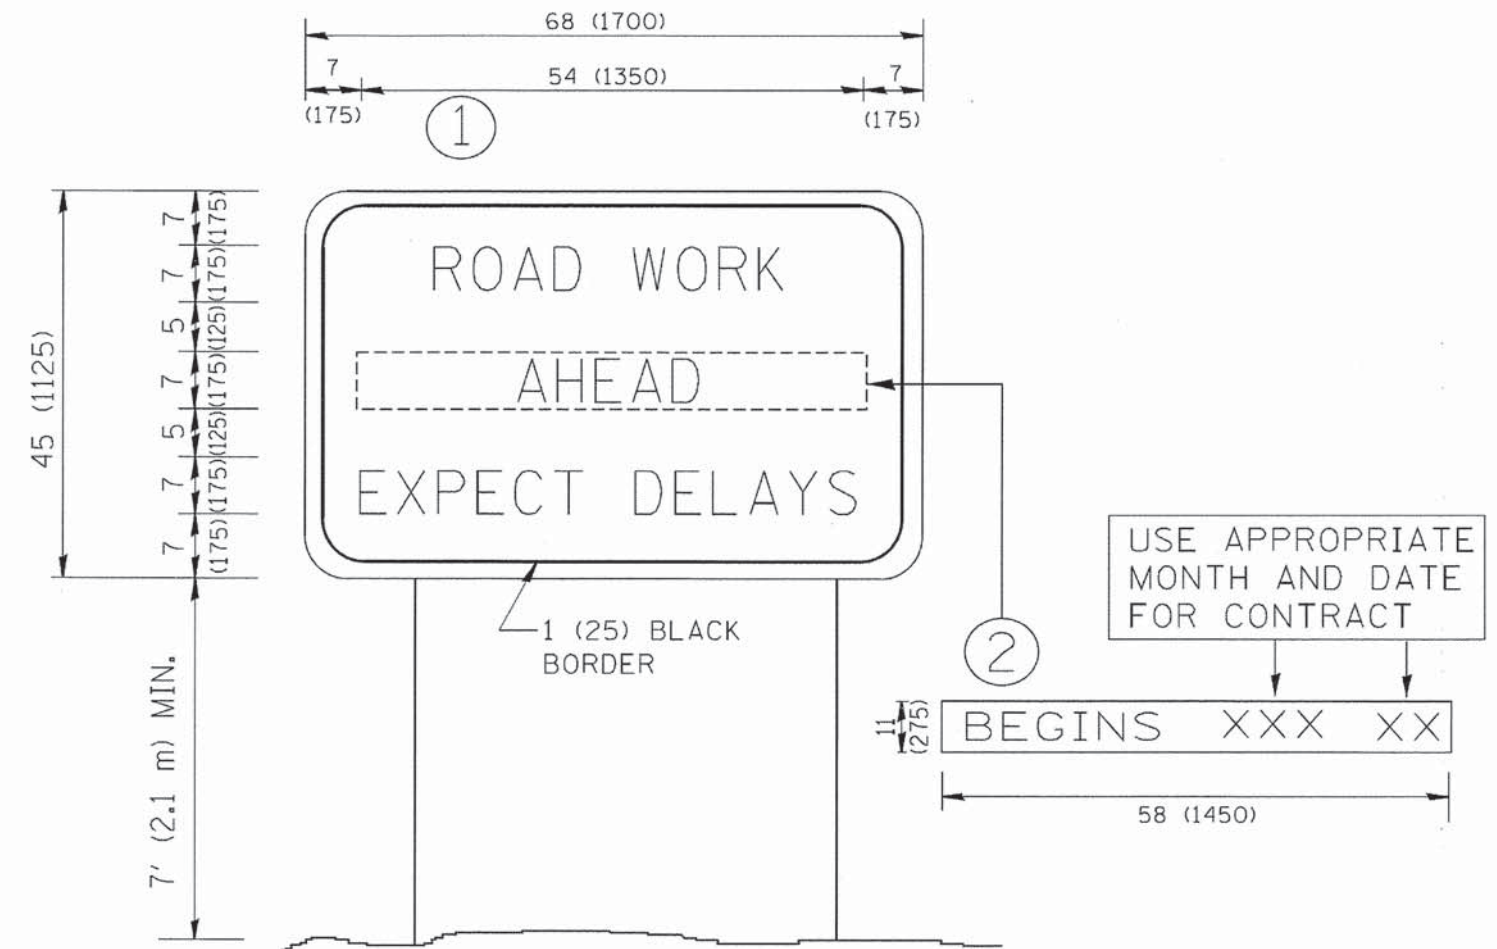 68 (1700)
7
54 (1350)
7
(175)
(175)
1
7 (175)
7 (175)
5 (125)
7 (175)
5 (125)
7 (175)
7 (175)
45 (1125)
ROAD WORK
AHEAD
EXPECT DELAYS
1 (25) BLACK
BORDER
7' (2.1 m) MIN.
2
USE APPROPRIATE
MONTH AND DATE
FOR CONTRACT
11
(275)
BEGINS XXX XX
58 (1450)